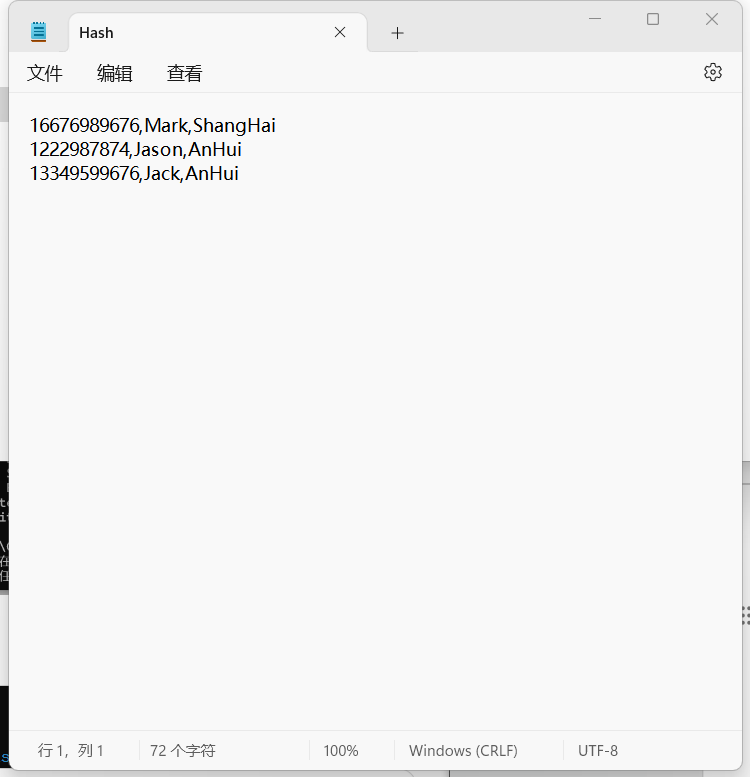 Hash
文件 编辑 查看
16676989676,Mark,ShangHai
1222987874,Jason,AnHui
13349599676,Jack,AnHui
行 1，列 1 72 个字符 100% Windows (CRLF) UTF-8